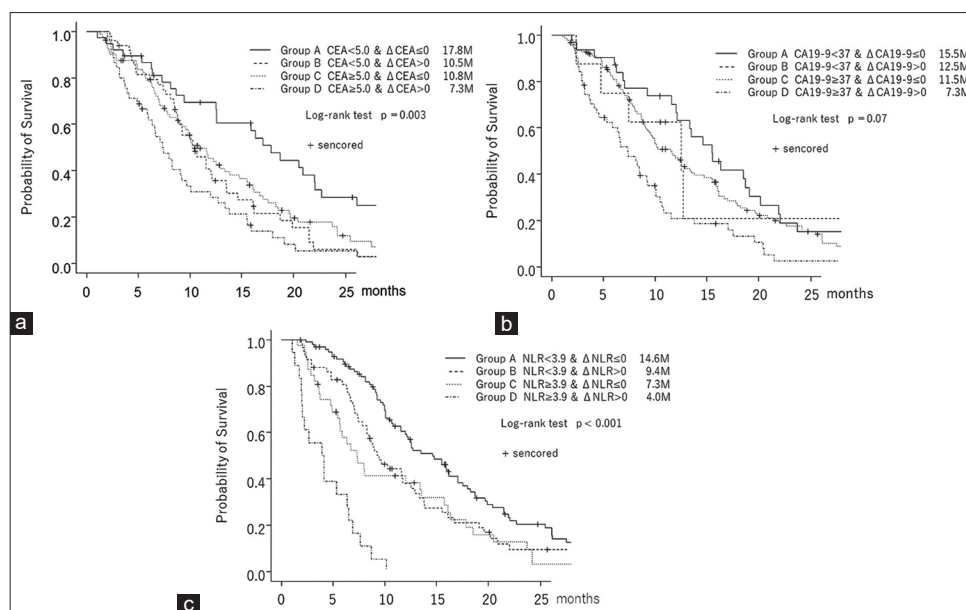 Group A CEA<5.0 & ΔCEA≤0 17.8M
Group B CEA<5.0 & ΔCEA>0 10.5M
Group C CEA≥5.0 & ΔCEA≤0 10.8M
Group D CEA≥5.0 & ΔCEA>0 7.3M
Log-rank test p=0.003
+ sencored
Probability of Survival
1.0
0.8
0.6
0.4
0.2
0.0
0 5 10 15 20 25 months
a
Group A CA19-9<37 & ΔCA19-9≤0 15.5M
Group B CA19-9<37 & ΔCA19-9>0 12.5M
Group C CA19-9≥37 & ΔCA19-9≤0 11.5M
Group D CA19-9≥37 & ΔCA19-9>0 7.3M
Log-rank test p=0.07
+ sencored
Probability of Survival
1.0
0.8
0.6
0.4
0.2
0.0
0 5 10 15 20 25 months
b
Group A NLR<3.9 & ΔNLR≤0 14.6M
Group B NLR<3.9 & ΔNLR>0 9.4M
Group C NLR≥3.9 & ΔNLR≤0 7.3M
Group D NLR≥3.9 & ΔNLR>0 4.0M
Log-rank test p<0.001
+ sencored
Probability of Survival
1.0
0.8
0.6
0.4
0.2
0.0
0 5 10 15 20 25 months
c